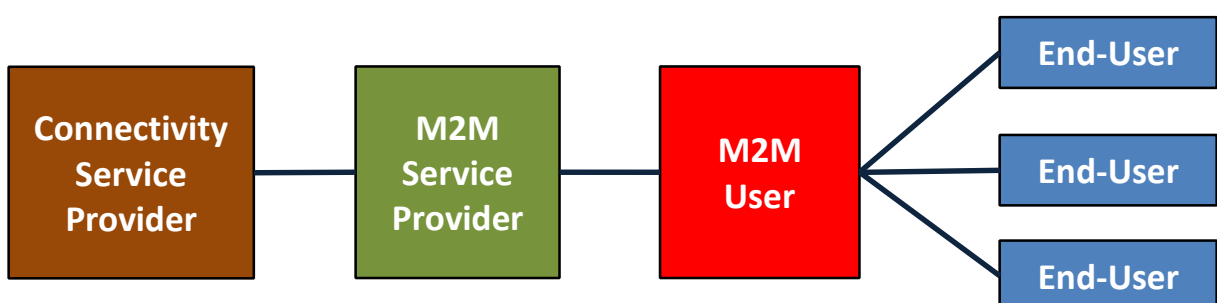 Connectivity
Service
Provider
M2M
Service
Provider
M2M
User
End-User
End-User
End-User